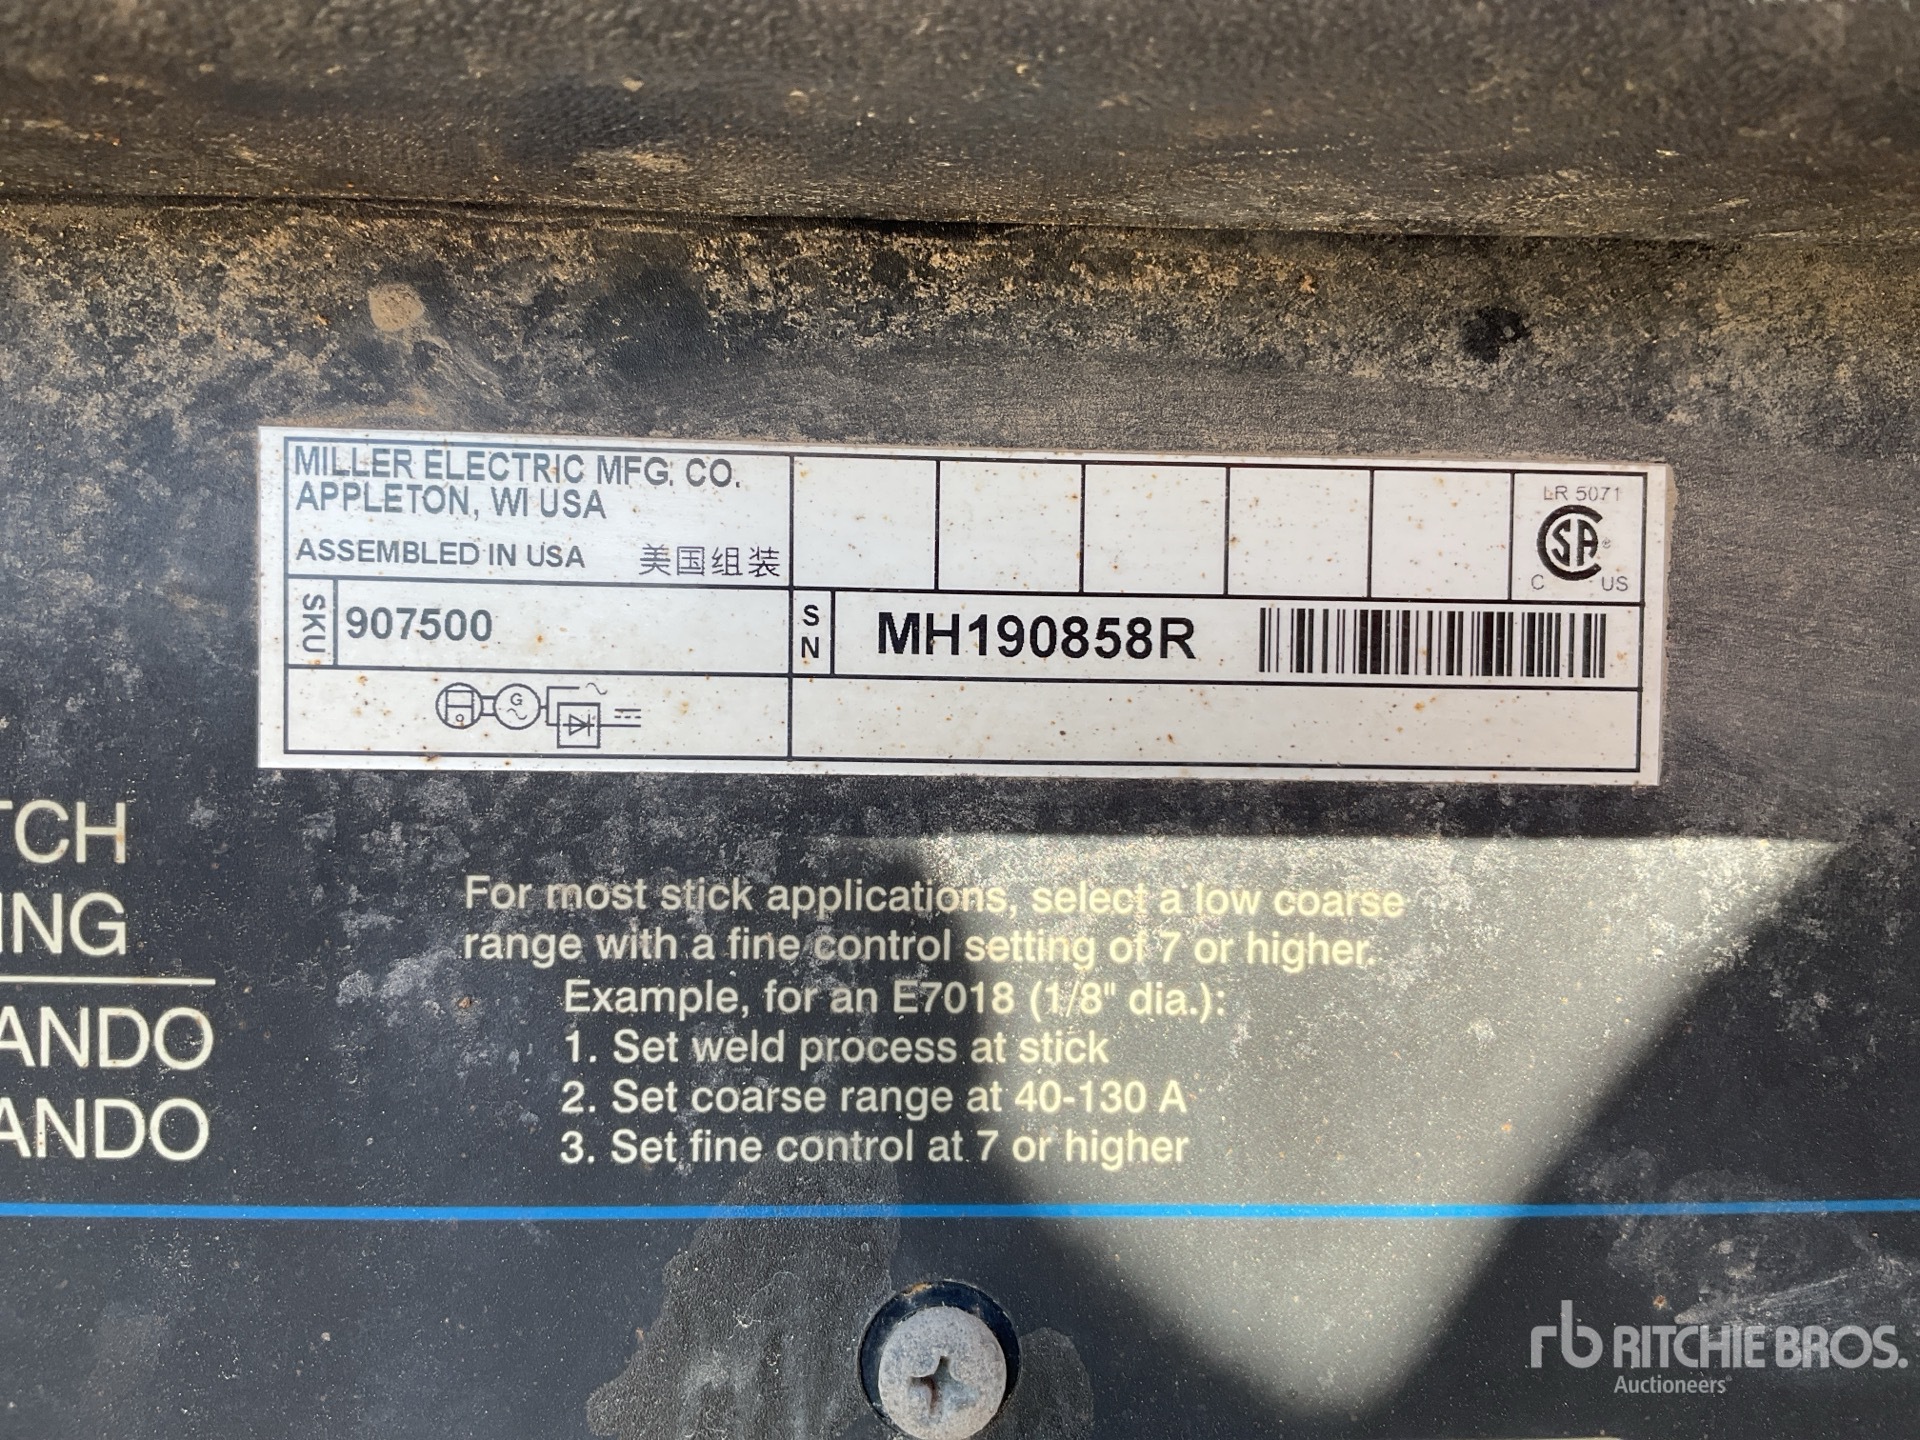 MILLER ELECTRIC MFG. CO.
APPLETON, WI USA
ASSEMBLED IN USA 美国组装
LR 5071
CSA®
C US
SKU 907500
SN MH190858R
G
TCH
ING
ANDO
ANDO
For most stick applications, select a low coarse
range with a fine control setting of 7 or higher.
Example, for an E7018 (1/8" dia.):
1. Set weld process at stick
2. Set coarse range at 40-130 A
3. Set fine control at 7 or higher
rb RITCHIE BROS.
Auctioneers